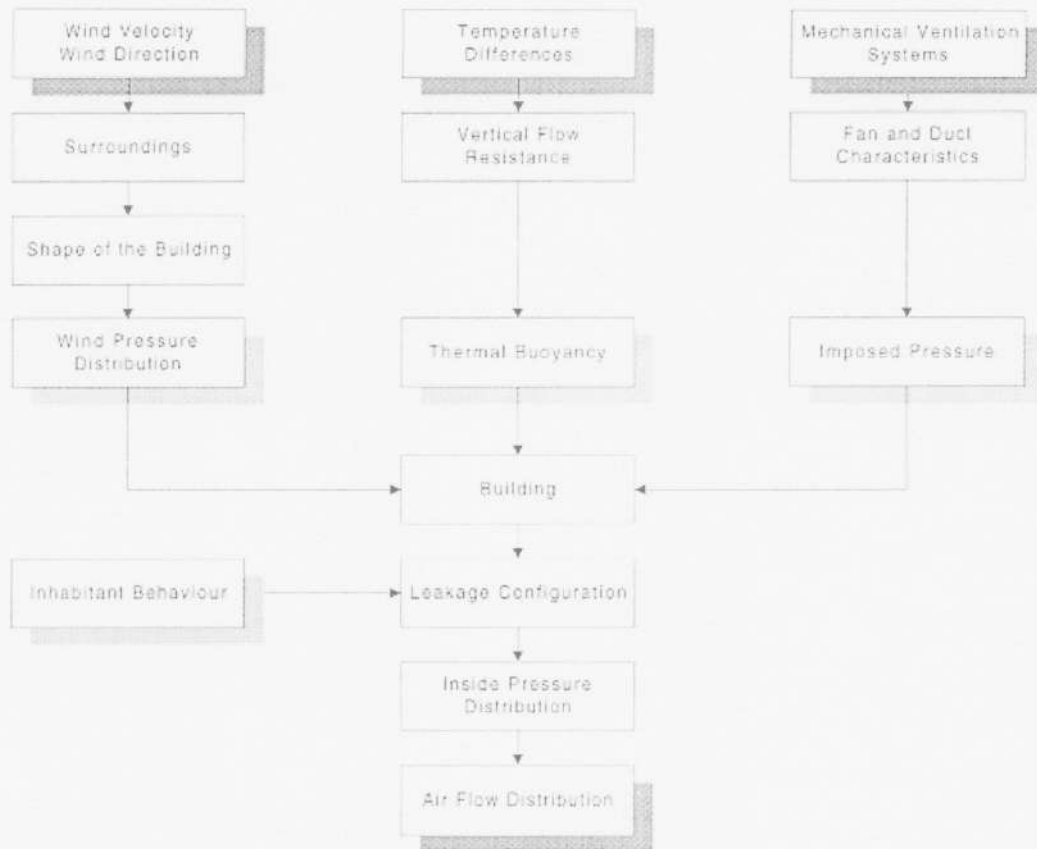 Wind Velocity
Wind Direction
Temperature
Differences
Mechanical Ventilation
Systems
Surroundings
Vertical Flow
Resistance
Fan and Duct
Characteristics
Shape of the Building
Wind Pressure
Distribution
Thermal Buoyancy
Imposed Pressure
Building
Inhabitant Behaviour
Leakage Configuration
Inside Pressure
Distribution
Air Flow Distribution